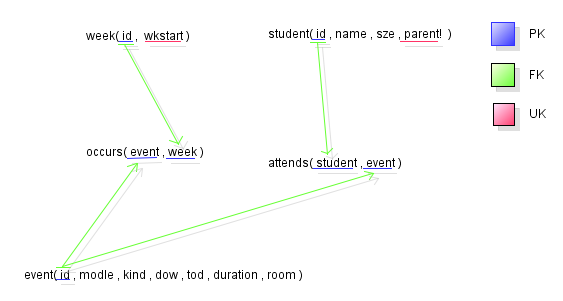 week( id , wkstart )
student( id , name , sze , parent! )
PK
FK
UK
occurs( event , week )
attends( student , event )
event( id , modle , kind , dow , tod , duration , room )